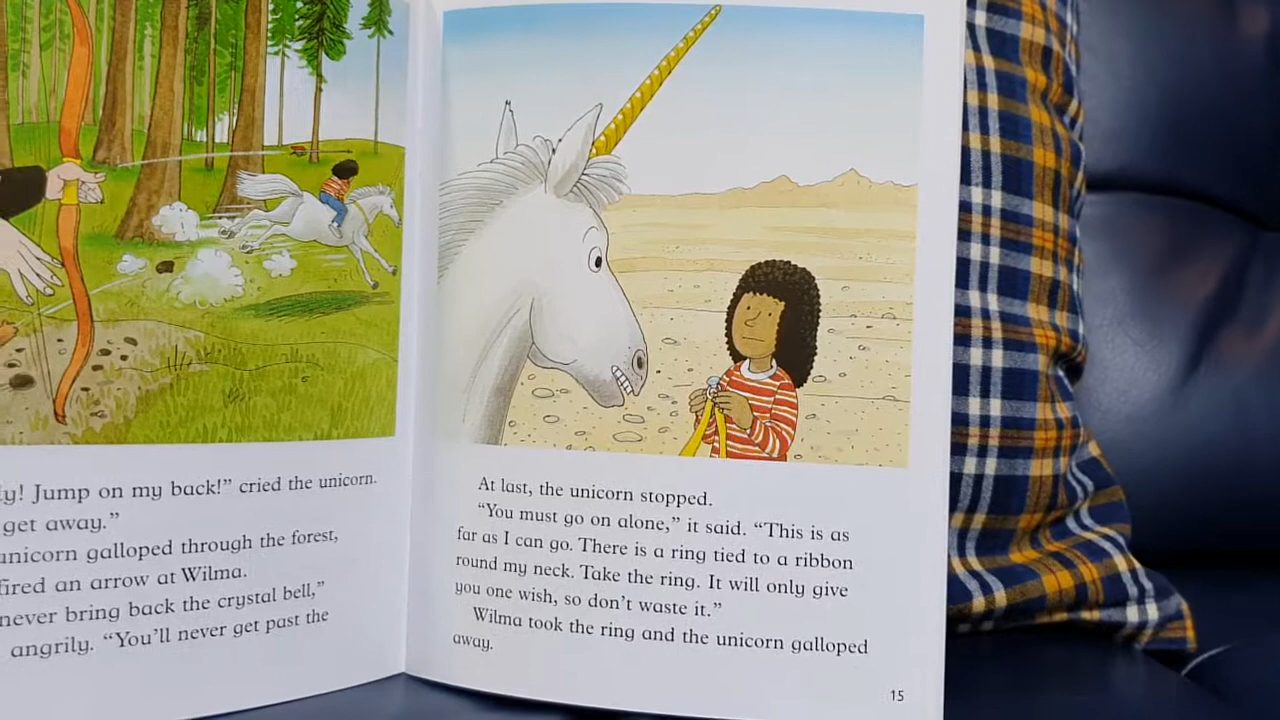 y! Jump on my back!” cried the unicorn.
get away.”
unicorn galloped through the forest,
fired an arrow at Wilma.
never bring back the crystal bell,”
angrily. “You’ll never get past the
At last, the unicorn stopped.
“You must go on alone,” it said. “This is as
far as I can go. There is a ring tied to a ribbon
round my neck. Take the ring. It will only give
you one wish, so don’t waste it.”
Wilma took the ring and the unicorn galloped
away.
15